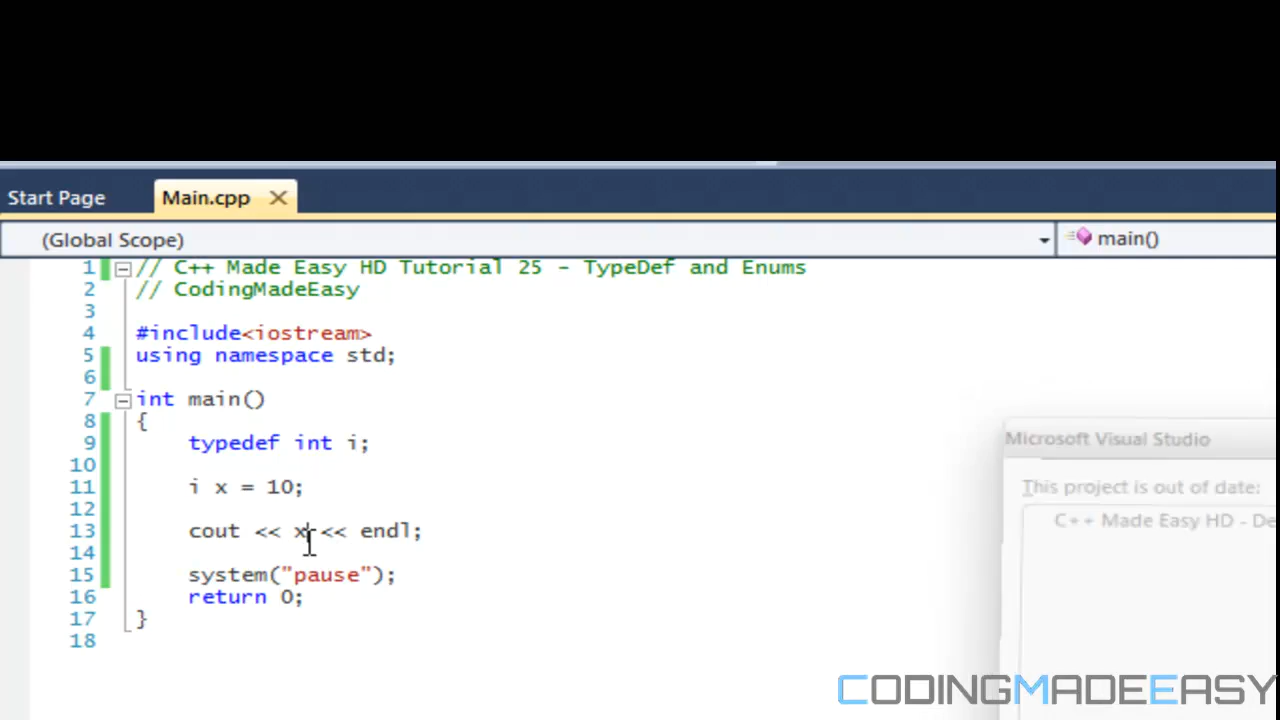 Start Page Main.cpp
(Global Scope) main()
1 // C++ Made Easy HD Tutorial 25 - TypeDef and Enums
2 // CodingMadeEasy
3
4 #include<iostream>
5 using namespace std;
6
7 int main()
8 {
9 typedef int i;
10
11 i x = 10;
12
13 cout << x << endl;
14
15 system("pause");
16 return 0;
17 }
18
Microsoft Visual Studio
This project is out of date:
C++ Made Easy HD - De
CODINGMADEEASY